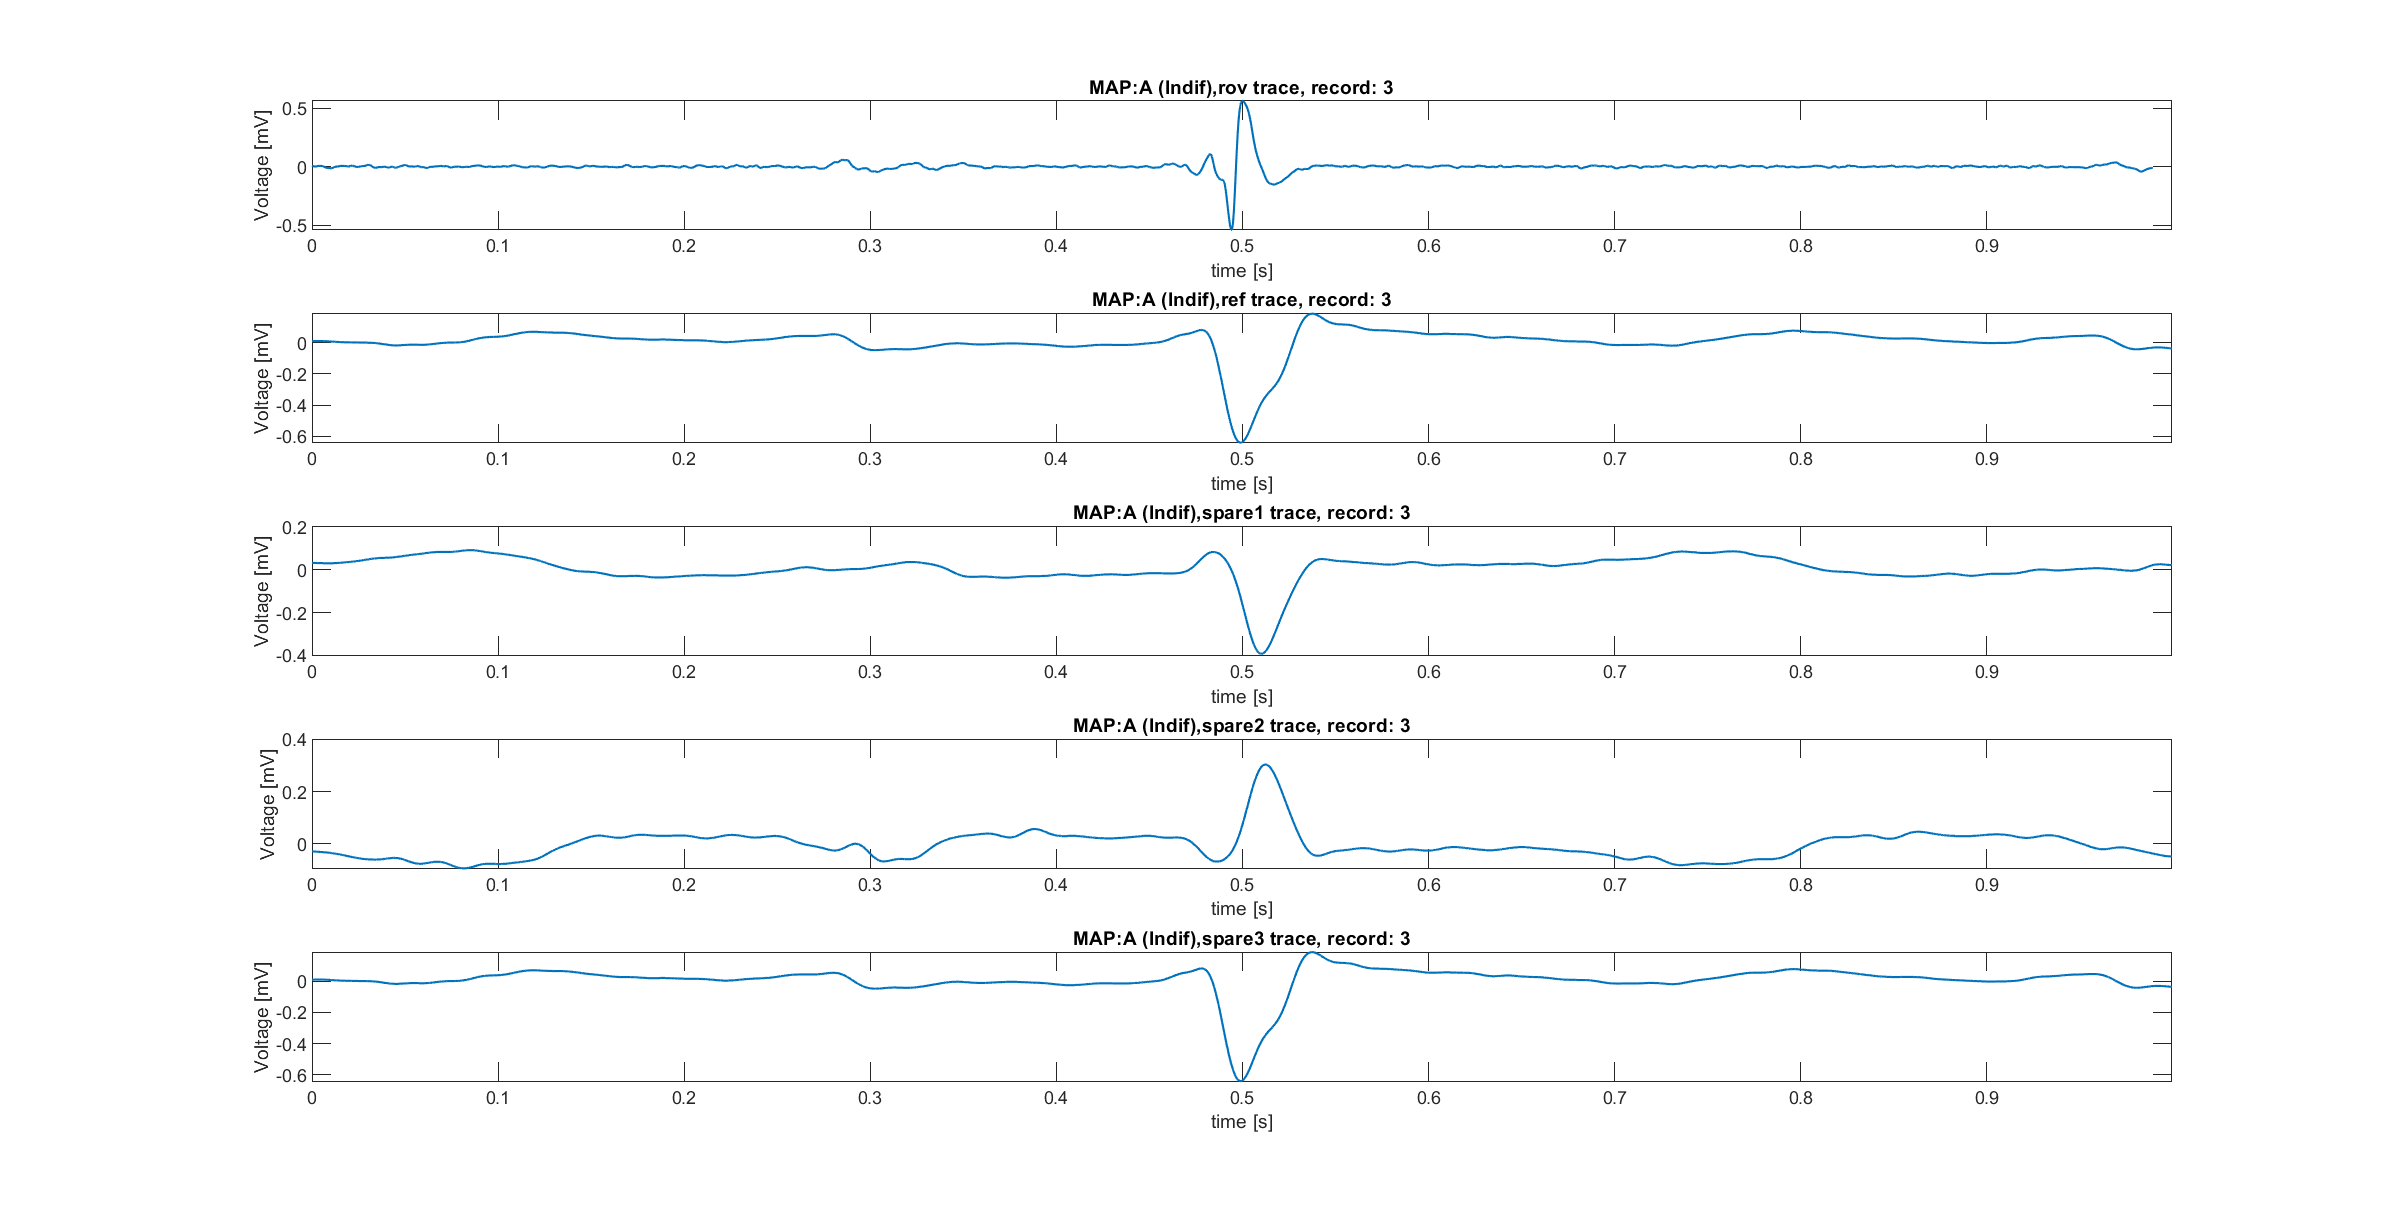 MAP:A (Indif),rov trace, record: 3
Voltage [mV]
0.5
0
-0.5
0 0.1 0.2 0.3 0.4 0.5 0.6 0.7 0.8 0.9
time [s]
MAP:A (Indif),ref trace, record: 3
Voltage [mV]
0
-0.2
-0.4
-0.6
0 0.1 0.2 0.3 0.4 0.5 0.6 0.7 0.8 0.9
time [s]
MAP:A (Indif),spare1 trace, record: 3
Voltage [mV]
0.2
0
-0.2
-0.4
0 0.1 0.2 0.3 0.4 0.5 0.6 0.7 0.8 0.9
time [s]
MAP:A (Indif),spare2 trace, record: 3
Voltage [mV]
0.4
0.2
0
0 0.1 0.2 0.3 0.4 0.5 0.6 0.7 0.8 0.9
time [s]
MAP:A (Indif),spare3 trace, record: 3
Voltage [mV]
0
-0.2
-0.4
-0.6
0 0.1 0.2 0.3 0.4 0.5 0.6 0.7 0.8 0.9
time [s]